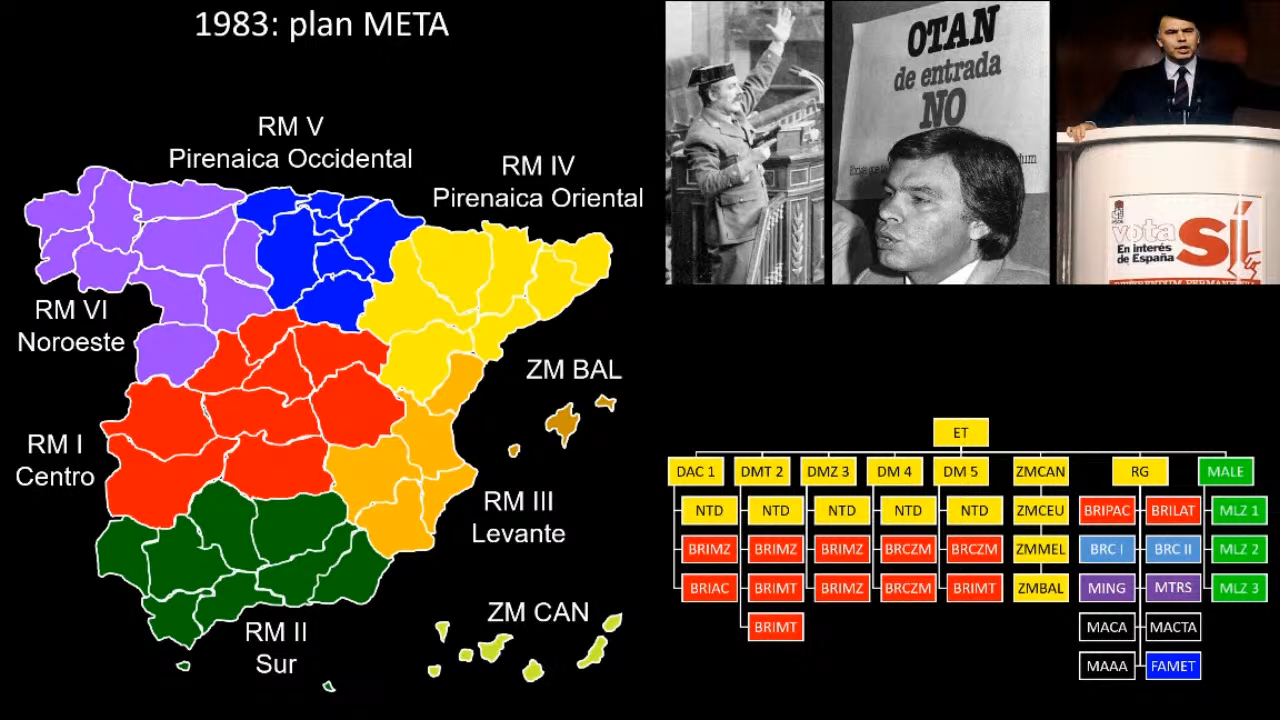 1983: plan META
RM V
Pirenaica Occidental
RM IV
Pirenaica Oriental
RM VI
Noroeste
ZM BAL
RM I
Centro
RM III
Levante
ZM CAN
RM II
Sur
OTAN
de entrada
NO
vota SÍ
En interés
de España
ET
DAC 1 DMT 2 DMZ 3 DM 4 DM 5 ZMCAN RG MALE
NTD NTD NTD NTD NTD ZMCEU BRIPAC BRILAT MLZ 1
BRIMZ BRIMZ BRIMZ BRCZM BRCZM ZMMEL BRC I BRC II MLZ 2
BRIAC BRIMT BRIMZ BRCZM BRIMT ZMBAL MING MTRS MLZ 3
BRIMT MACA MACTA
MAAA FAMET